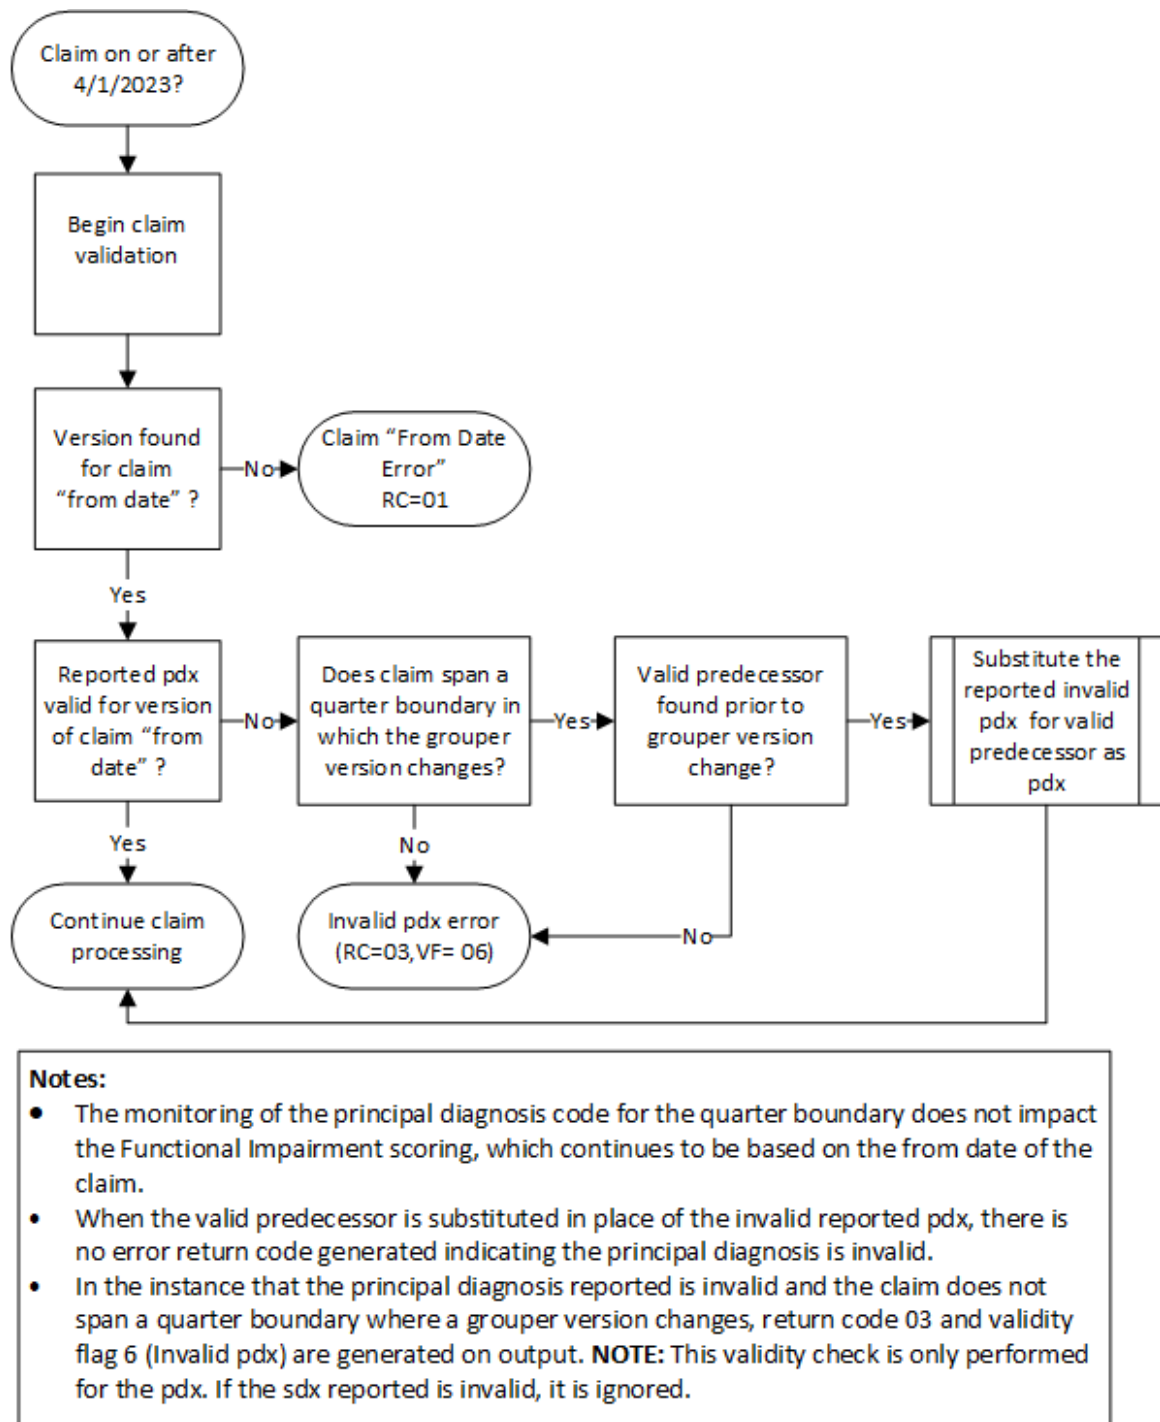 Claim on or after
4/1/2023?
Begin claim
validation
Version found
for claim
“from date” ?
No
Claim “From Date
Error”
RC=01
Yes
Reported pdx
valid for version
of claim “from
date” ?
No
Does claim span a
quarter boundary in
which the grouper
version changes?
Yes
Valid predecessor
found prior to
grouper version
change?
Yes
Substitute the
reported invalid
pdx for valid
predecessor as
pdx
Yes
No
Continue claim
processing
Invalid pdx error
(RC=03,VF= 06)
No
Notes:
• The monitoring of the principal diagnosis code for the quarter boundary does not impact
the Functional Impairment scoring, which continues to be based on the from date of the
claim.
• When the valid predecessor is substituted in place of the invalid reported pdx, there is
no error return code generated indicating the principal diagnosis is invalid.
• In the instance that the principal diagnosis reported is invalid and the claim does not
span a quarter boundary where a grouper version changes, return code 03 and validity
flag 6 (Invalid pdx) are generated on output. NOTE: This validity check is only performed
for the pdx. If the sdx reported is invalid, it is ignored.